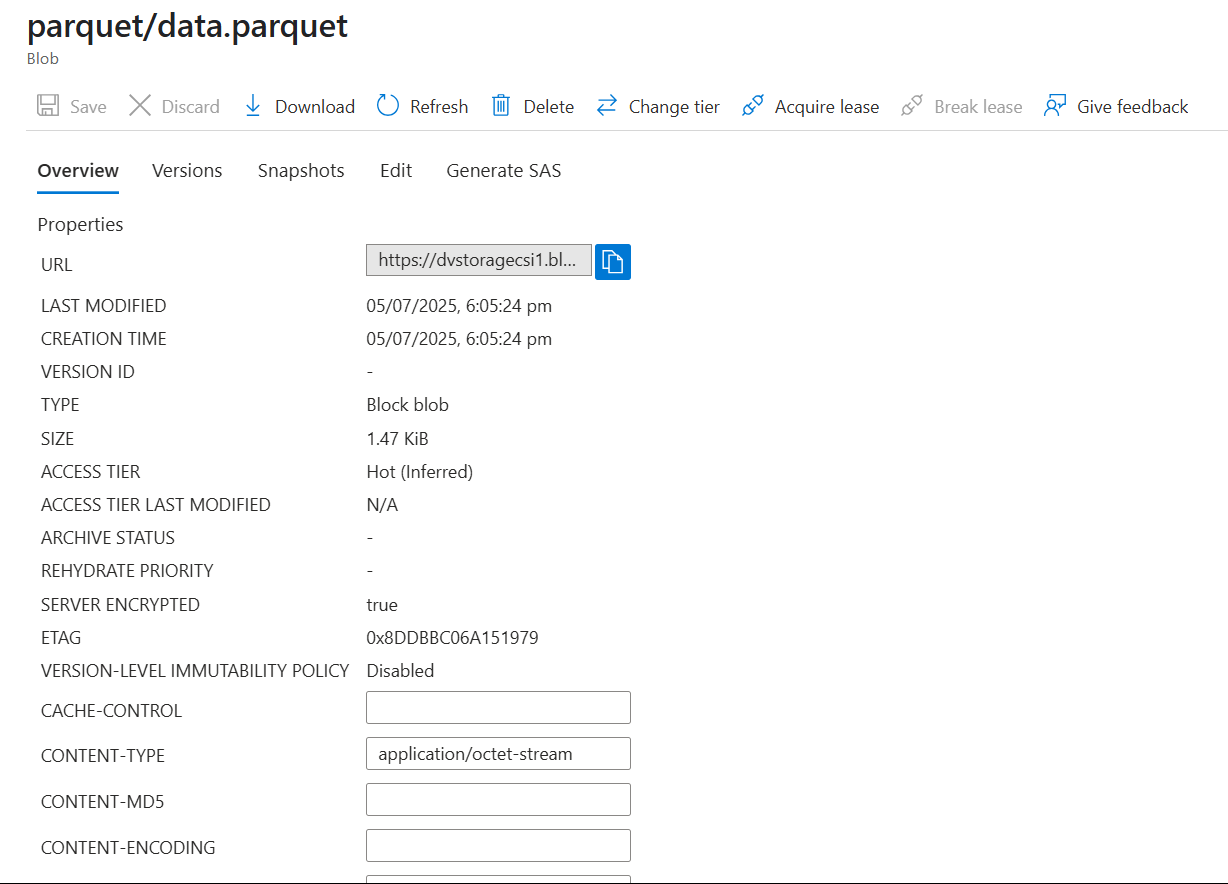 parquet/data.parquet
Blob
Save Discard Download Refresh Delete Change tier Acquire lease Break lease Give feedback
Overview Versions Snapshots Edit Generate SAS
Properties
URL https://dvstoragecsi1.bl...
LAST MODIFIED 05/07/2025, 6:05:24 pm
CREATION TIME 05/07/2025, 6:05:24 pm
VERSION ID -
TYPE Block blob
SIZE 1.47 KiB
ACCESS TIER Hot (Inferred)
ACCESS TIER LAST MODIFIED N/A
ARCHIVE STATUS -
REHYDRATE PRIORITY -
SERVER ENCRYPTED true
ETAG 0x8DDBBC06A151979
VERSION-LEVEL IMMUTABILITY POLICY Disabled
CACHE-CONTROL
CONTENT-TYPE application/octet-stream
CONTENT-MD5
CONTENT-ENCODING